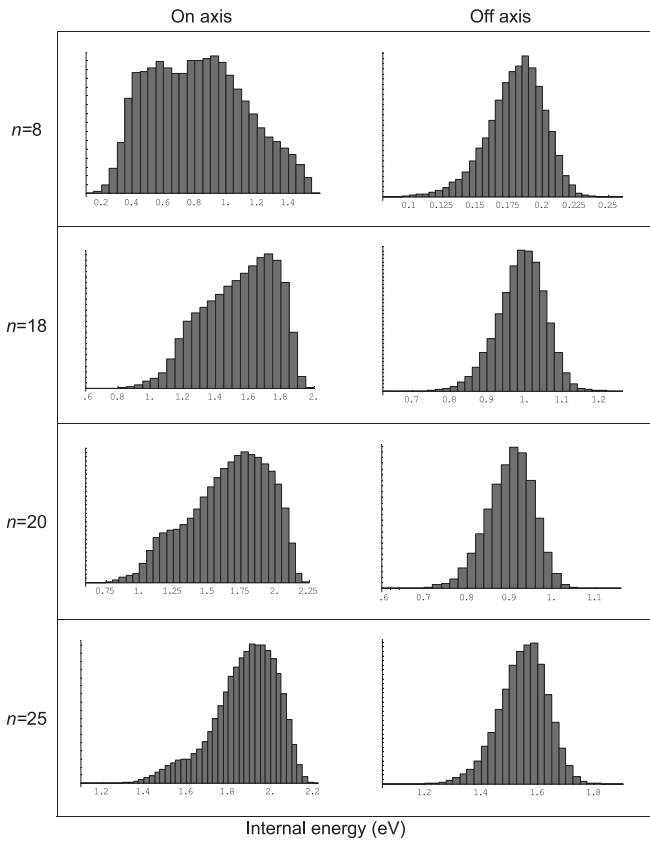 On axis Off axis
n=8
0.2 0.4 0.6 0.8 1. 1.2 1.4 0.1 0.125 0.15 0.175 0.2 0.225 0.25
n=18
.6 0.8 1. 1.2 1.4 1.6 1.8 2. 0.7 0.8 0.9 1.0 1.1 1.2
n=20
0.75 1. 1.25 1.5 1.75 2. 2.25 .6 0.7 0.8 0.9 1. 1.1
n=25
1.2 1.4 1.6 1.8 2. 2.2 1.2 1.4 1.6 1.8
Internal energy (eV)